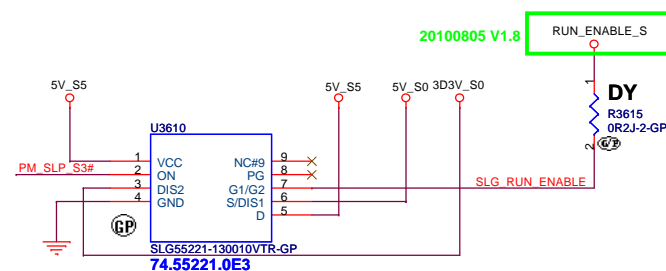 20100805 V1.8
RUN_ENABLE_S
5V_S5
5V_S5
5V_S0
3D3V_S0
1
DY
R3615
0R2J-2-GP
2
GP
U3610
PM_SLP_S3#
1
VCC
NC#9
9
2
ON
PG
8
3
DIS2
G1/G2
7
SLG_RUN_ENABLE
4
GND
S/DIS1
6
D
5
GP
SLG55221-130010VTR-GP
74.55221.0E3